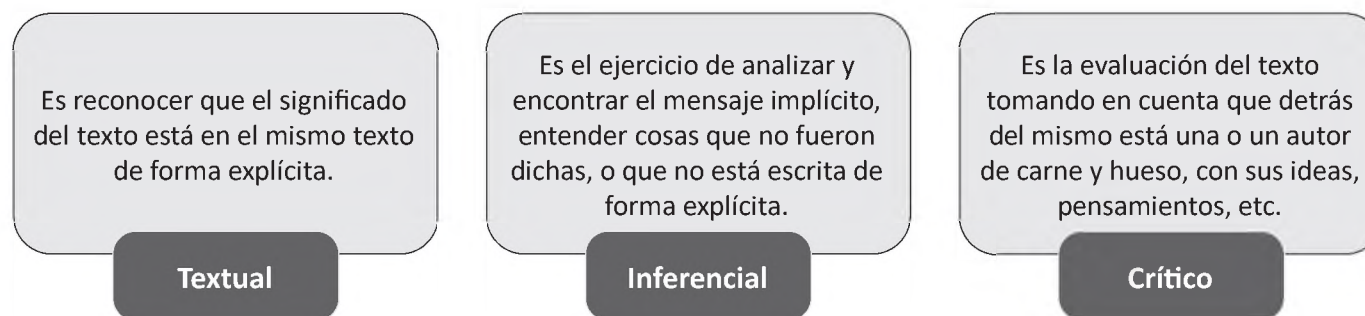 Es reconocer que el significado
del texto está en el mismo texto
de forma explícita.
Textual
Es el ejercicio de analizar y
encontrar el mensaje implícito,
entender cosas que no fueron
dichas, o que no está escrita de
forma explícita.
Inferencial
Es la evaluación del texto
tomando en cuenta que detrás
del mismo está una o un autor
de carne y hueso, con sus ideas,
pensamientos, etc.
Crítico